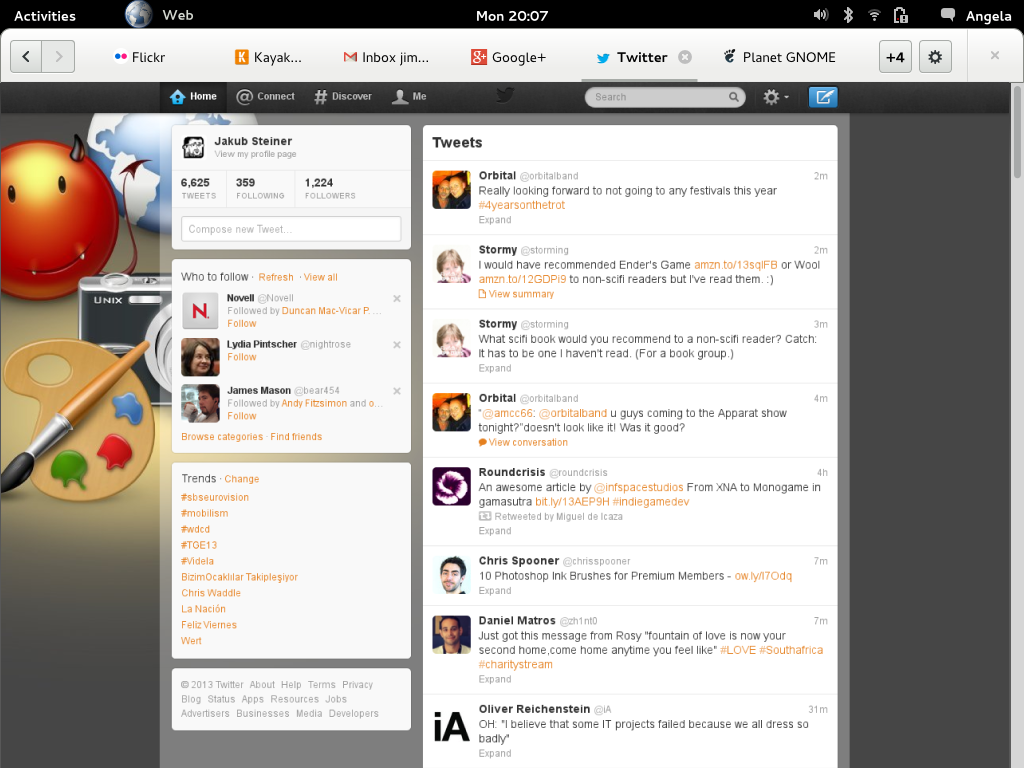 Activities
Web
Mon 20:07
Angela
Flickr
Kayak...
Inbox jim...
Google+
Twitter
Planet GNOME
+4
Home
Connect
Discover
Me
Search
UNIX
Jakub Steiner
View my profile page
6,625
TWEETS
359
FOLLOWING
1,224
FOLLOWERS
Compose new Tweet...
Who to follow · Refresh · View all
Novell @Novell
Followed by Duncan Mac-Vicar P. ...
Follow
Lydia Pintscher @nightrose
Follow
James Mason @bear454
Followed by Andy Fitzsimon and o...
Follow
Browse categories · Find friends
Trends · Change
#sbseurovision
#mobilism
#wdcd
#TGE13
#Videla
BizimOcaklılar Takipleşiyor
Chris Waddle
La Nación
Feliz Viernes
Wert
© 2013 Twitter About Help Terms Privacy
Blog Status Apps Resources Jobs
Advertisers Businesses Media Developers
Tweets
Orbital @orbitalband 2m
Really looking forward to not going to any festivals this year
#4yearsonthetrot
Expand
Stormy @storming 2m
I would have recommended Ender's Game amzn.to/13sqlFB or Wool
amzn.to/12GDPi9 to non-scifi readers but I've read them. :)
View summary
Stormy @storming 3m
What scifi book would you recommend to a non-scifi reader? Catch:
It has to be one I haven't read. (For a book group.)
Expand
Orbital @orbitalband 4m
"@amcc66: @orbitalband u guys coming to the Apparat show
tonight?"doesn't look like it! Was it good?
View conversation
Roundcrisis @roundcrisis 4h
An awesome article by @infspacestudios From XNA to Monogame in
gamasutra bit.ly/13AEP9H #indiegamedev
Retweeted by Miguel de Icaza
Expand
Chris Spooner @chrisspooner 7m
10 Photoshop Ink Brushes for Premium Members - ow.ly/l7Odq
Expand
Daniel Matros @zh1nt0 7m
Just got this message from Rosy "fountain of love is now your
second home,come home anytime you feel like" #LOVE #Southafrica
#charitystream
Expand
iA
Oliver Reichenstein @iA 31m
OH: "I believe that some IT projects failed because we all dress so
badly"
Expand